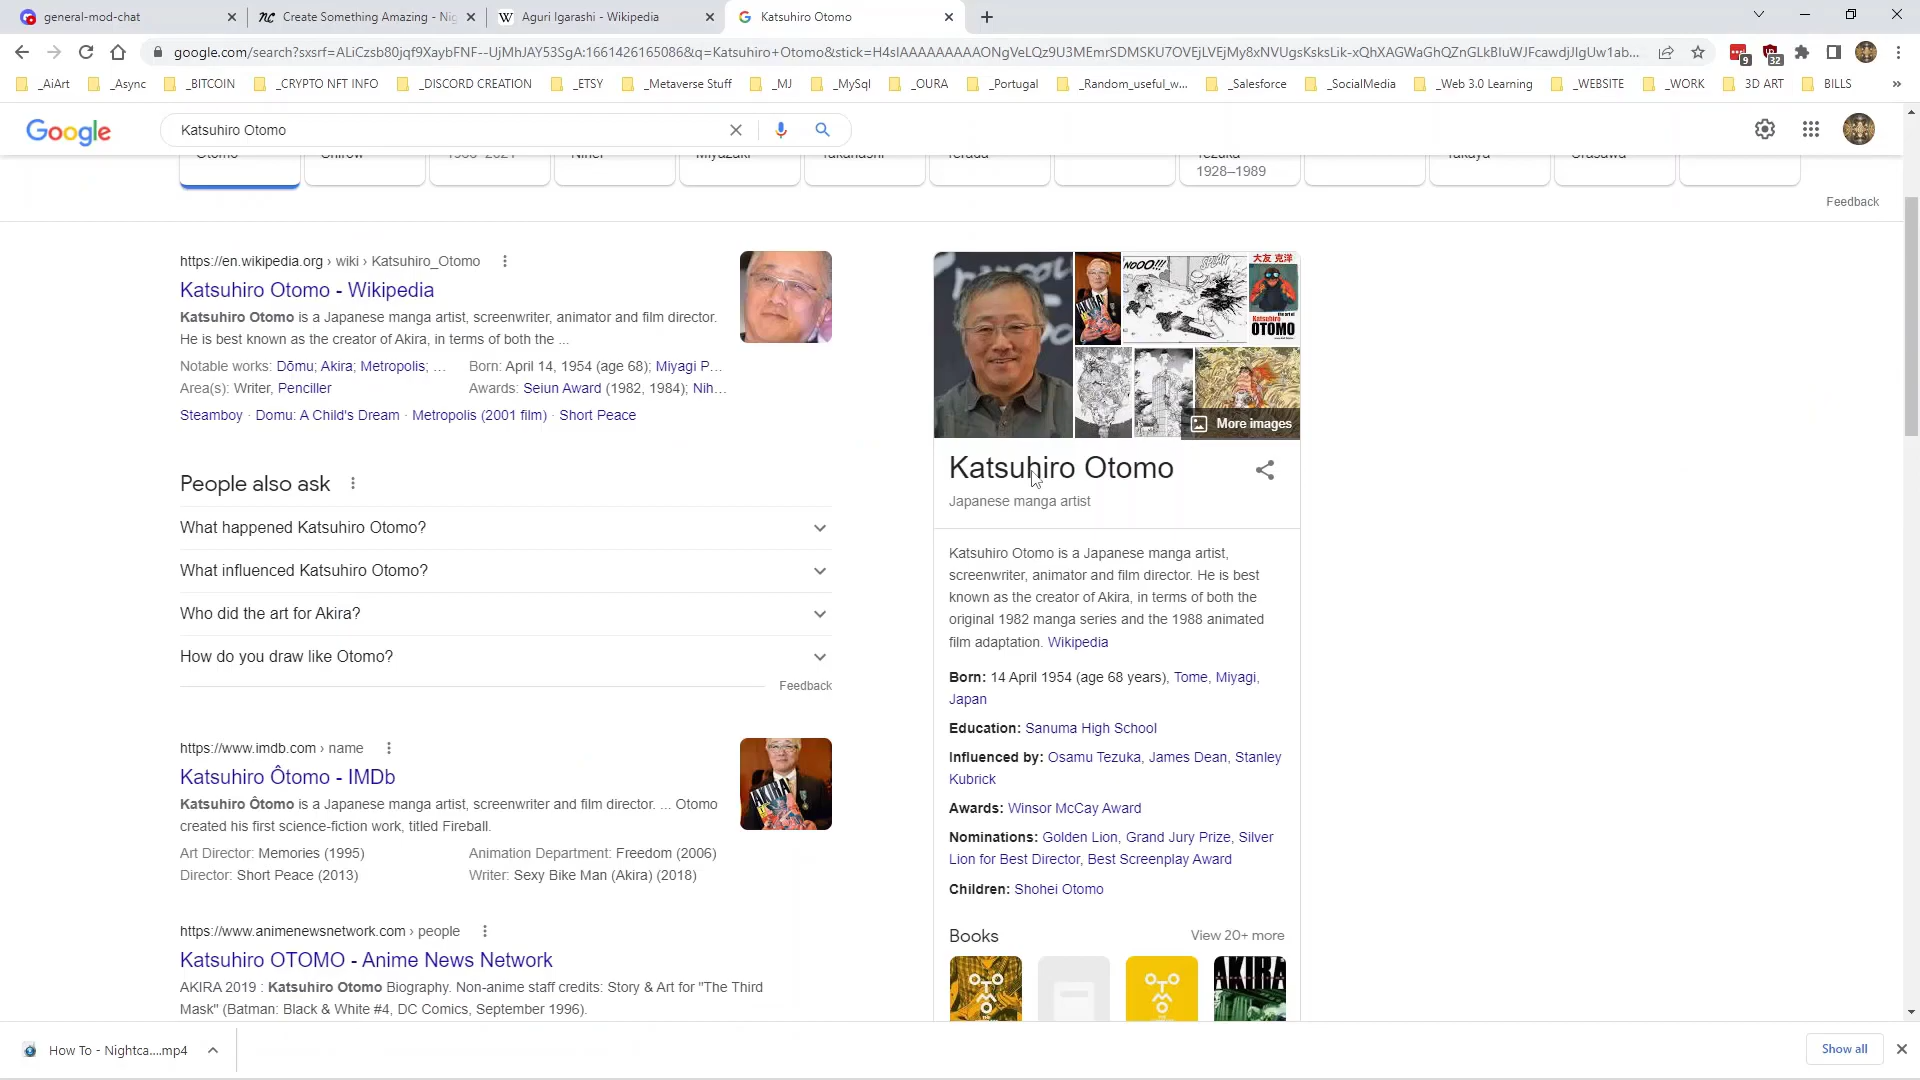 general-mod-chat
Create Something Amazing - Nig
Aguri Igarashi - Wikipedia
Katsuhiro Otomo
google.com/search?sxsrf=ALiCzsb80jqf9XaybFNF--UjMhJAY53SgA:1661426165086&q=Katsuhiro+Otomo&stick=H4sIAAAAAAAAAONgVeLQz9U3MEmrSDMSKU7OVEjLVEjMy8xNVUgsKsksLik-xQhXAGWaGhQZnGLkBIuWJFcawdjJIgUw1ab...
9
32
_AiArt
_Async
_BITCOIN
_CRYPTO NFT INFO
_DISCORD CREATION
_ETSY
_Metaverse Stuff
_MJ
_MySql
_OURA
_Portugal
_Random_useful_w...
_Salesforce
_SocialMedia
_Web 3.0 Learning
_WEBSITE
_WORK
3D ART
BILLS
Google
Katsuhiro Otomo
1928–1989
Feedback
https://en.wikipedia.org › wiki › Katsuhiro_Otomo
Katsuhiro Otomo - Wikipedia
Katsuhiro Otomo is a Japanese manga artist, screenwriter, animator and film director.
He is best known as the creator of Akira, in terms of both the ...
Notable works: Dōmu; Akira; Metropolis; ...
Born: April 14, 1954 (age 68); Miyagi P...
Area(s): Writer, Penciller
Awards: Seiun Award (1982, 1984); Nih...
Steamboy · Domu: A Child's Dream · Metropolis (2001 film) · Short Peace
People also ask
What happened Katsuhiro Otomo?
What influenced Katsuhiro Otomo?
Who did the art for Akira?
How do you draw like Otomo?
Feedback
https://www.imdb.com › name
Katsuhiro Ôtomo - IMDb
Katsuhiro Ôtomo is a Japanese manga artist, screenwriter and film director. ... Otomo
created his first science-fiction work, titled Fireball.
Art Director: Memories (1995)
Animation Department: Freedom (2006)
Director: Short Peace (2013)
Writer: Sexy Bike Man (Akira) (2018)
AKIRA
https://www.animenewsnetwork.com › people
Katsuhiro OTOMO - Anime News Network
AKIRA 2019 : Katsuhiro Otomo Biography. Non-anime staff credits: Story & Art for "The Third
Mask" (Batman: Black & White #4, DC Comics, September 1996).
NOOO!!!
大友 克洋
OTOMO
More images
Katsuhiro Otomo
Japanese manga artist
Katsuhiro Otomo is a Japanese manga artist,
screenwriter, animator and film director. He is best
known as the creator of Akira, in terms of both the
original 1982 manga series and the 1988 animated
film adaptation. Wikipedia
Born: 14 April 1954 (age 68 years), Tome, Miyagi,
Japan
Education: Sanuma High School
Influenced by: Osamu Tezuka, James Dean, Stanley
Kubrick
Awards: Winsor McCay Award
Nominations: Golden Lion, Grand Jury Prize, Silver
Lion for Best Director, Best Screenplay Award
Children: Shohei Otomo
Books
View 20+ more
OTOMO
OTOMO
AKIRA
How To - Nightca....mp4
Show all